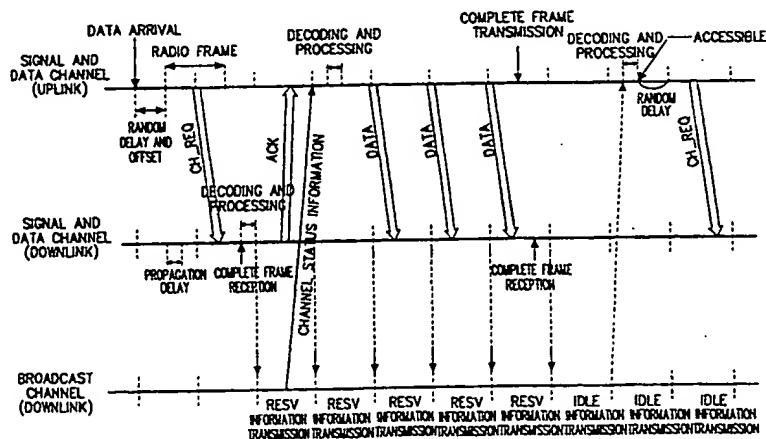 DATA ARRIVAL
SIGNAL AND
DATA CHANNEL
(UPLINK)
RADIO FRAME
DECODING AND
PROCESSING
COMPLETE FRAME
TRANSMISSION
DECODING AND
PROCESSING
ACCESSIBLE
RANDOM
DELAY AND
OFFSET
CH_REQ
ACK
CHANNEL STATUS INFORMATION
DATA
DATA
DATA
RANDOM
DELAY
CH_REQ
DECODING AND
PROCESSING
SIGNAL AND
DATA CHANNEL
(DOWNLINK)
PROPAGATION
DELAY
COMPLETE FRAME
RECEPTION
COMPLETE FRAME
RECEPTION
BROADCAST
CHANNEL
(DOWNLINK)
RESV RESV RESV RESV RESV IDLE IDLE IDLE
INFORMATION INFORMATION INFORMATION INFORMATION INFORMATION INFORMATION INFORMATION INFORMATION
TRANSMISSION TRANSMISSION TRANSMISSION TRANSMISSION TRANSMISSION TRANSMISSION TRANSMISSION TRANSMISSION